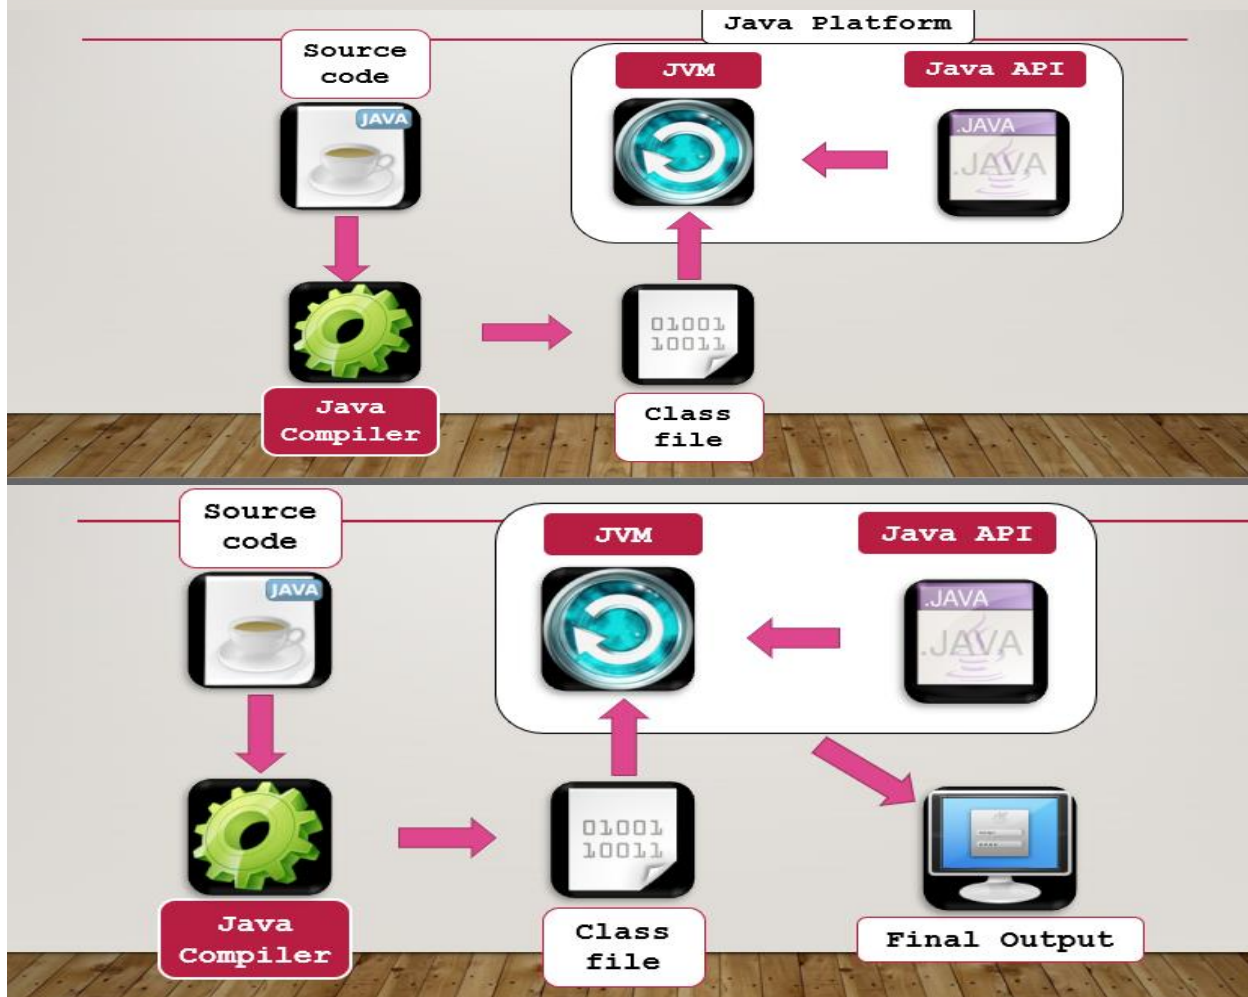 Java Platform
Source
code
JVM
Java API
JAVA
.JAVA
.JAVA
01001
10011
Java
Compiler
Class
file
Source
code
JVM
Java API
JAVA
.JAVA
.JAVA
01001
10011
Java
Compiler
Class
file
Final Output